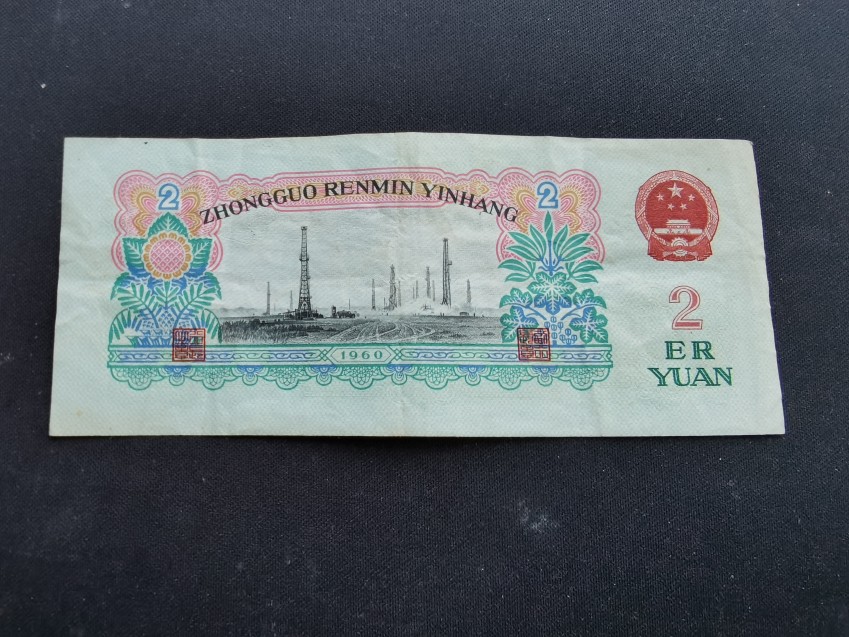 ZHONGGUO RENMIN YINHANG
2
2
1960
2
ER
YUAN